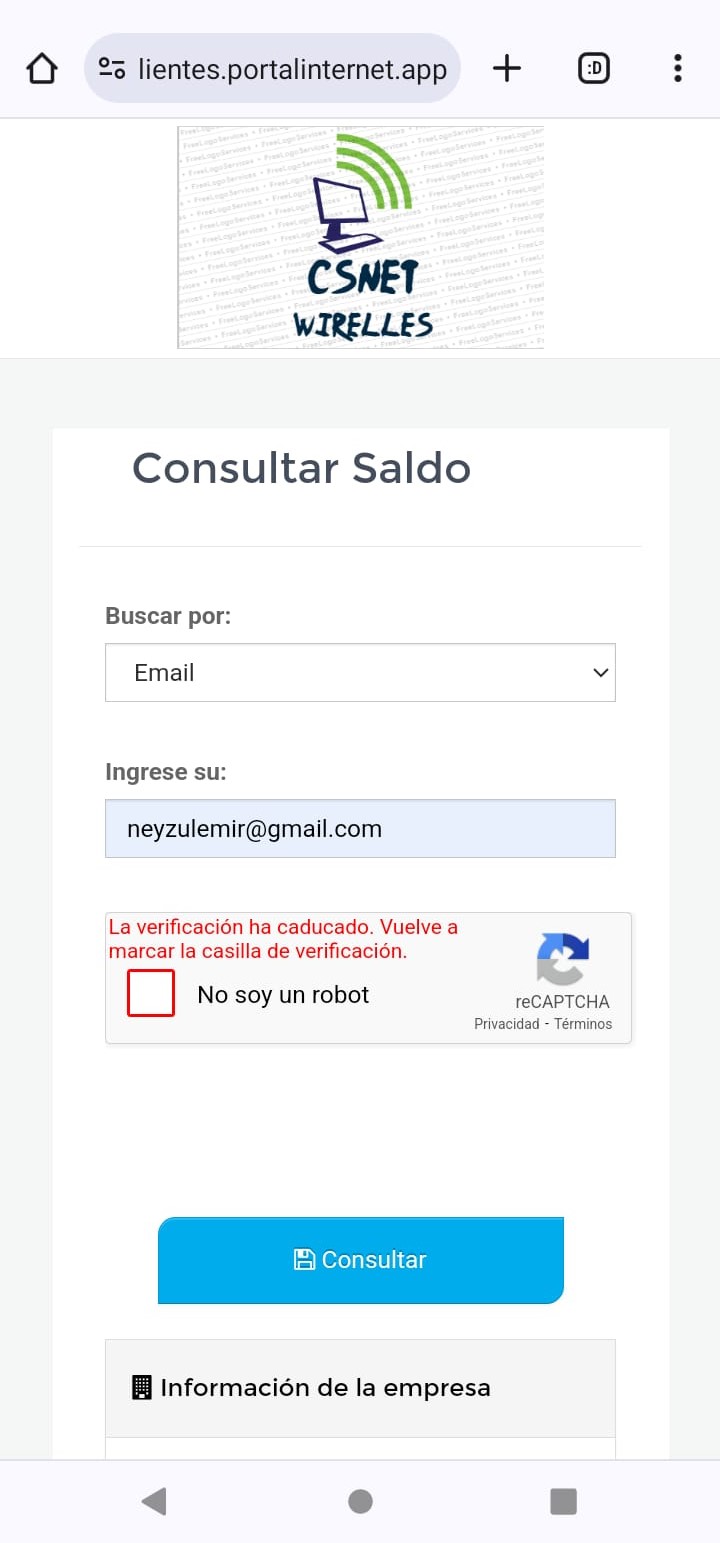 lientes.portalinternet.app
:D
CSNET
WIRELLES
Consultar Saldo
Buscar por:
Email
Ingrese su:
neyzulemir@gmail.com
La verificación ha caducado. Vuelve a
marcar la casilla de verificación.
No soy un robot
reCAPTCHA
Privacidad - Términos
Consultar
Información de la empresa